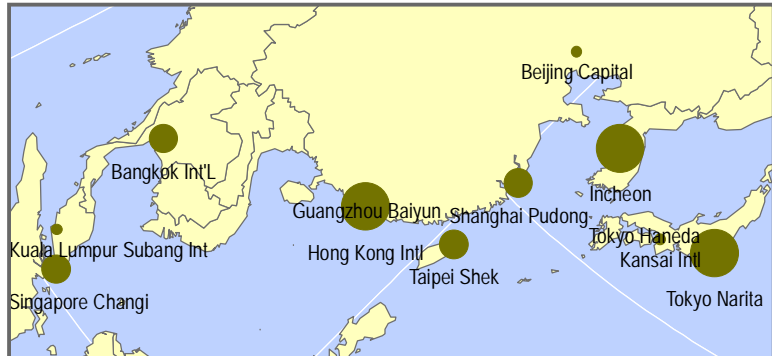 Beijing Capital
Bangkok Int'L
Incheon
Guangzhou Baiyun
Shanghai Pudong
Tokyo Haneda
Kuala Lumpur Subang Int
Hong Kong Intl
Kansai Intl
Taipei Shek
Singapore Changi
Tokyo Narita